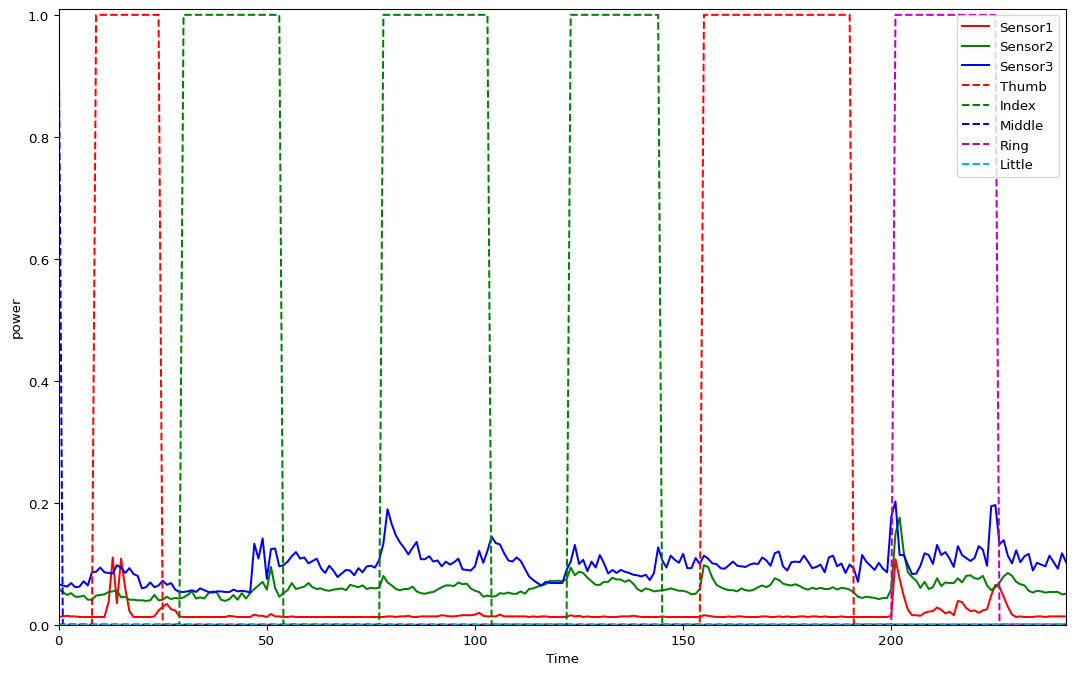 1.0
0.8
0.6
0.4
0.2
0.0
power
0
50
100
150
200
Time
Sensor1
Sensor2
Sensor3
Thumb
Index
Middle
Ring
Little